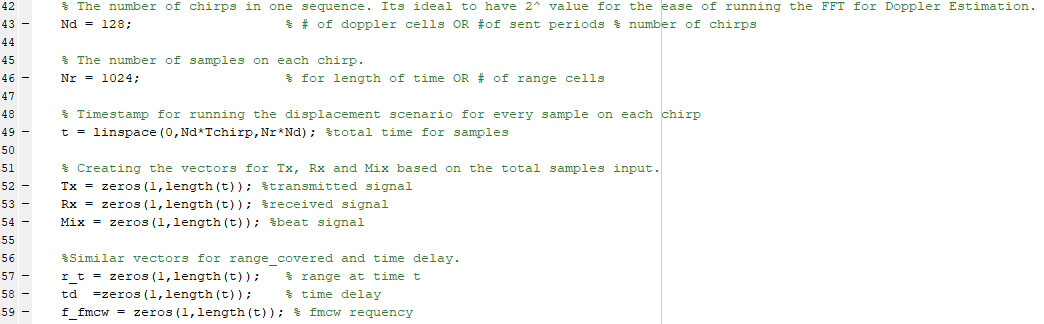 42 % The number of chirps in one sequence. Its ideal to have 2^ value for the ease of running the FFT for Doppler Estimation.
43 - Nd = 128; % # of doppler cells OR #of sent periods % number of chirps
44
45 % The number of samples on each chirp.
46 - Nr = 1024; % for length of time OR # of range cells
47
48 % Timestamp for running the displacement scenario for every sample on each chirp
49 - t = linspace(0,Nd*Tchirp,Nr*Nd); %total time for samples
50
51 % Creating the vectors for Tx, Rx and Mix based on the total samples input.
52 - Tx = zeros(1,length(t)); %transmitted signal
53 - Rx = zeros(1,length(t)); %received signal
54 - Mix = zeros(1,length(t)); %beat signal
55
56 %Similar vectors for range_covered and time delay.
57 - r_t = zeros(1,length(t)); % range at time t
58 - td =zeros(1,length(t)); % time delay
59 - f_fmcw = zeros(1,length(t)); % fmcw requency